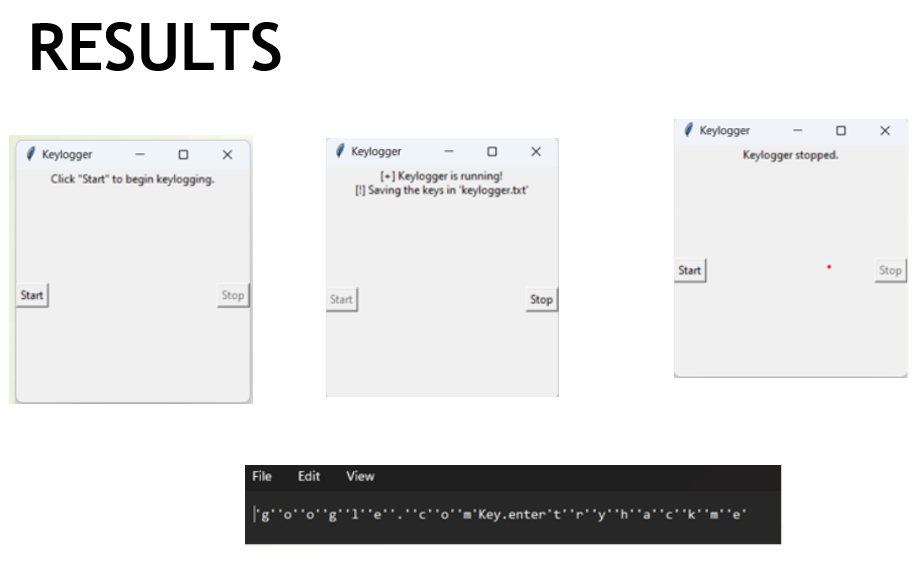 RESULTS
Keylogger
Click "Start" to begin keylogging.
Start
Stop
Keylogger
[+] Keylogger is running!
[!] Saving the keys in 'keylogger.txt'
Start
Stop
Keylogger
Keylogger stopped.
Start
Stop
File Edit View
'g''o''o''g''l''e''.''c''o''m'Key.enter't''r''y''h''a''c''k''m''e'